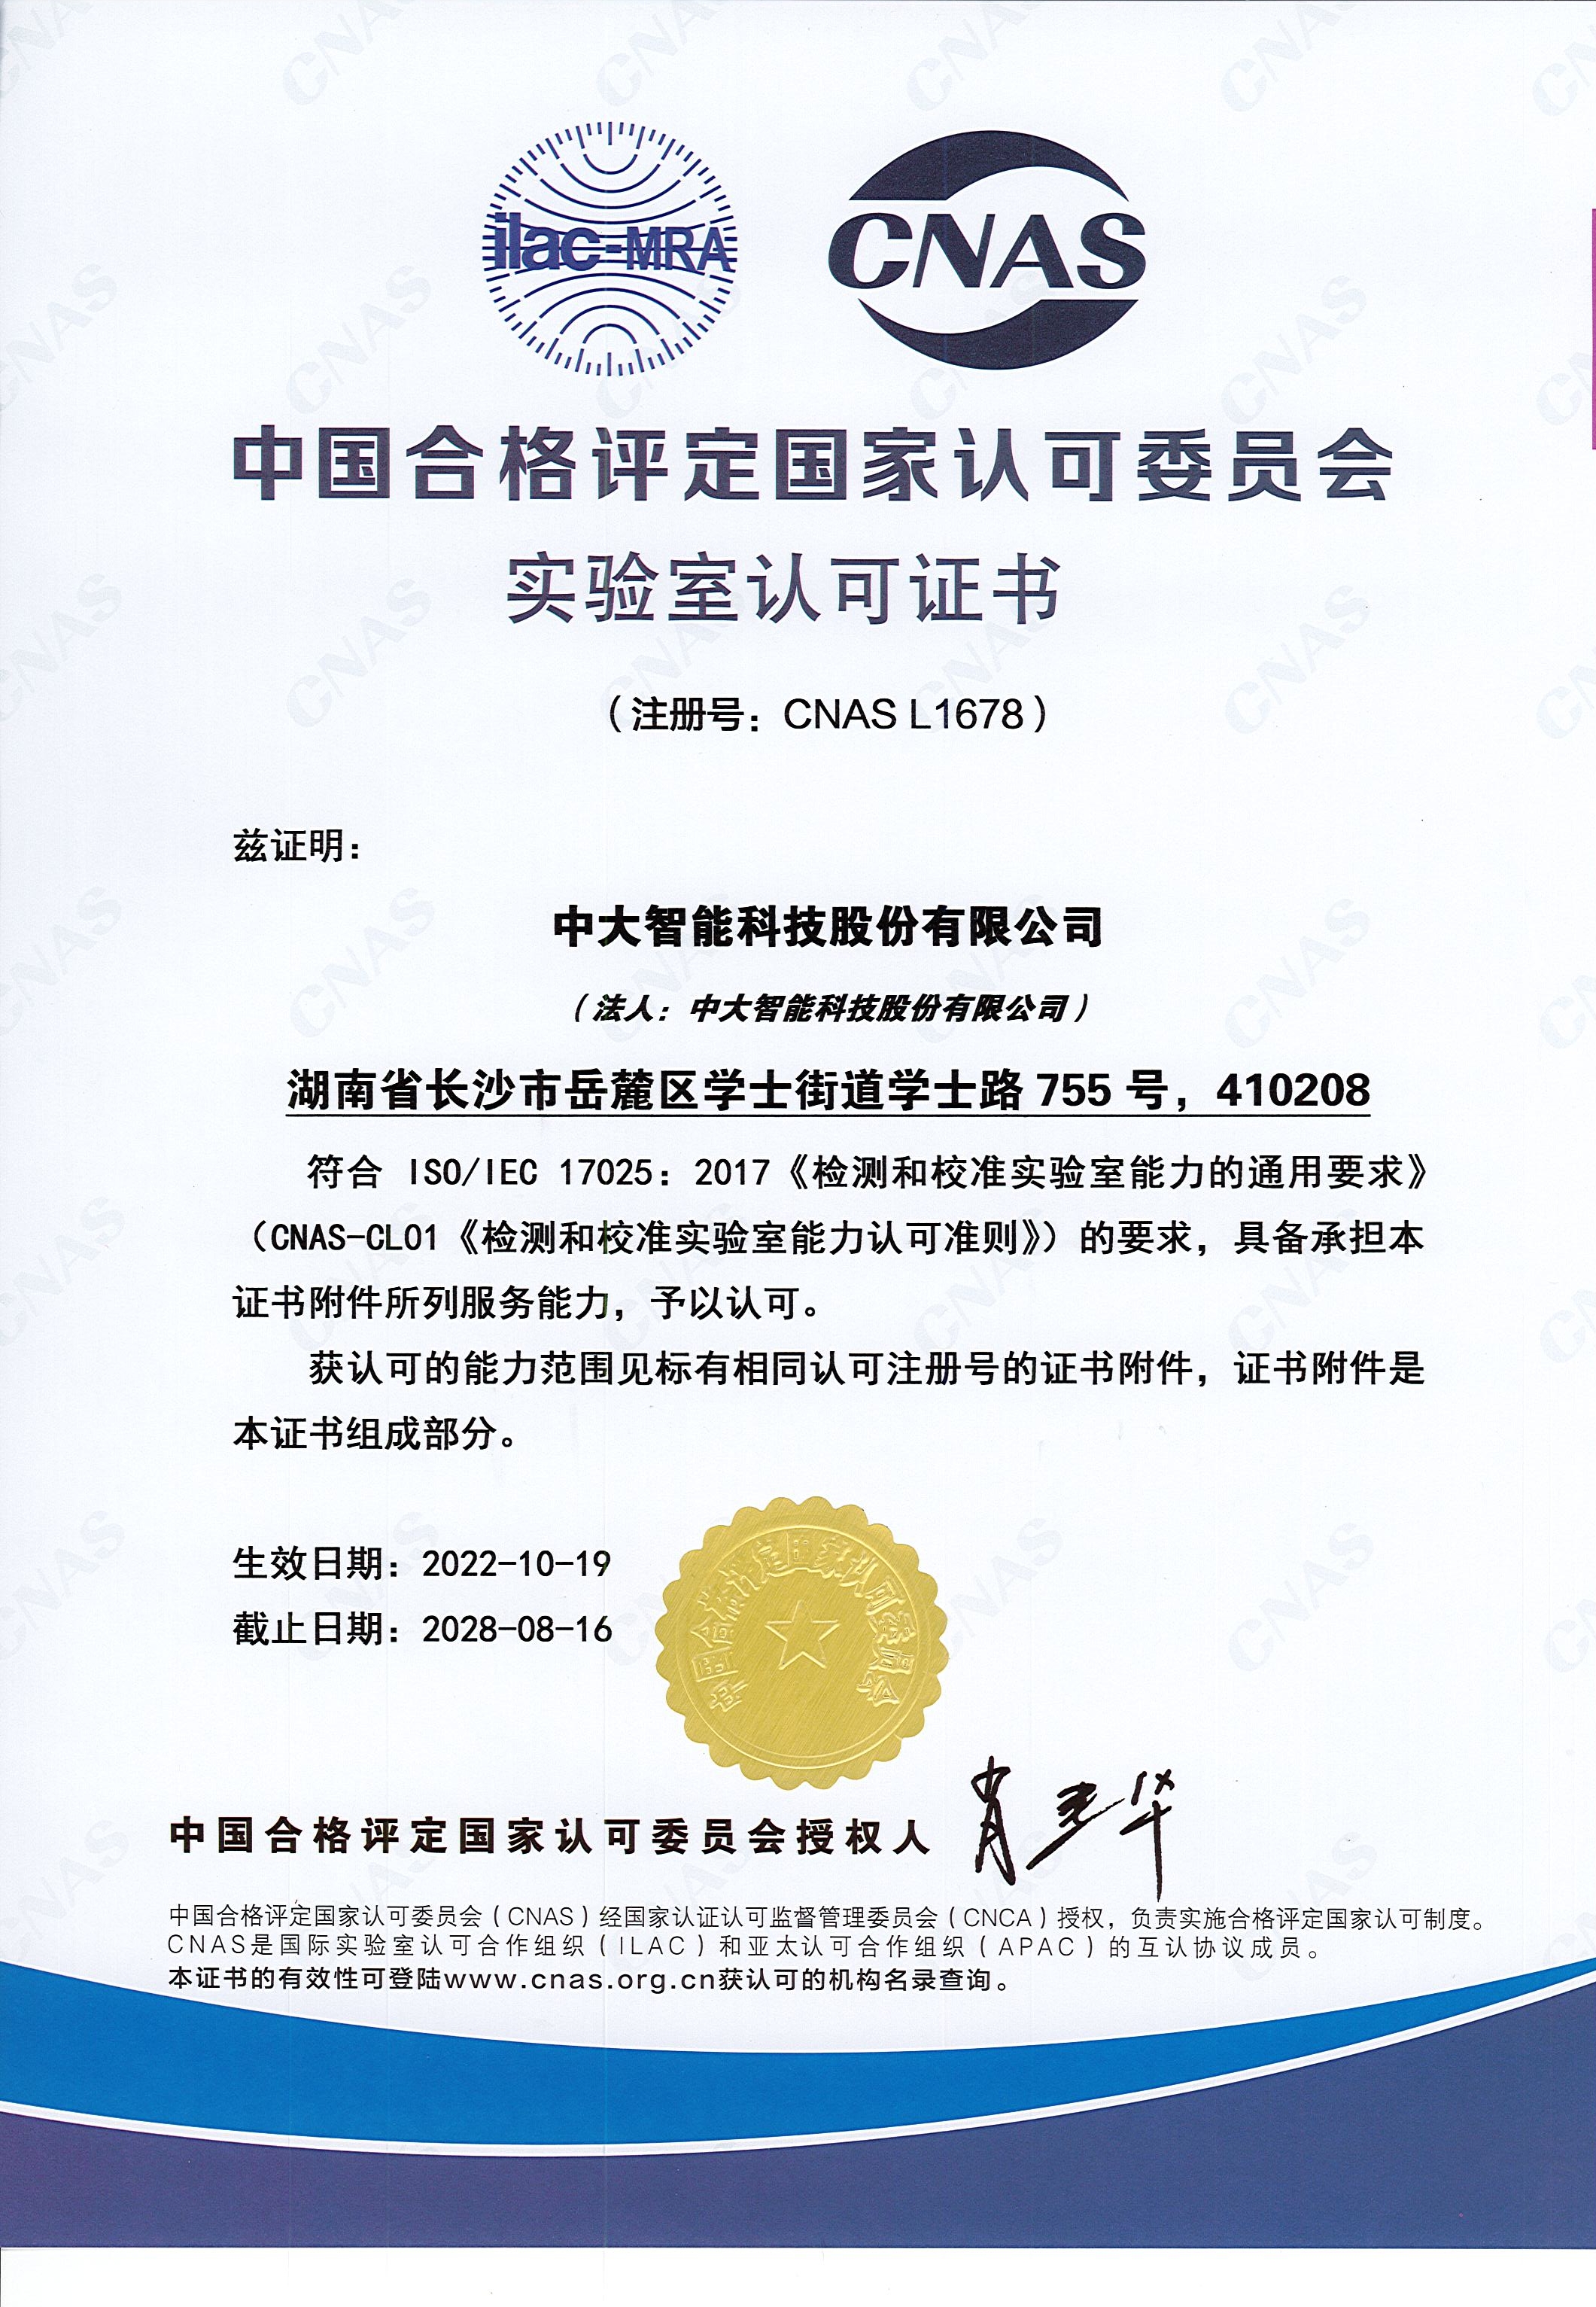 ilac-MRA
CNAS
中国合格评定国家认可委员会
实验室认可证书
（注册号：CNAS L1678）
兹证明：
中大智能科技股份有限公司
（法人：中大智能科技股份有限公司）
湖南省长沙市岳麓区学士街道学士路 755 号，410208
符合 ISO/IEC 17025：2017《检测和校准实验室能力的通用要求》
（CNAS-CL01《检测和校准实验室能力认可准则》）的要求，具备承担本
证书附件所列服务能力，予以认可。
获认可的能力范围见标有相同认可注册号的证书附件，证书附件是
本证书组成部分。
生效日期：2022-10-19
截止日期：2028-08-16
中国合格评定国家认可委员会
中国合格评定国家认可委员会授权人
中国合格评定国家认可委员会（CNAS）经国家认证认可监督管理委员会（CNCA）授权，负责实施合格评定国家认可制度。
CNAS是国际实验室认可合作组织（ILAC）和亚太认可合作组织（APAC）的互认协议成员。
本证书的有效性可登陆www.cnas.org.cn获认可的机构名录查询。